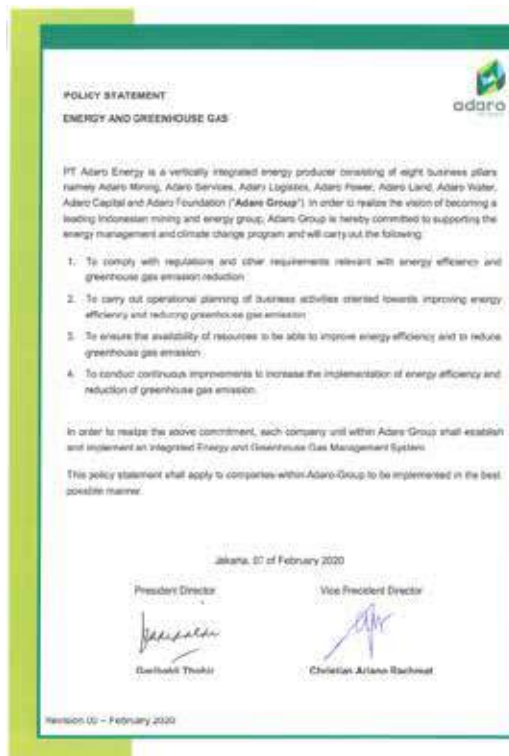 adaro
POLICY STATEMENT
ENERGY AND GREENHOUSE GAS
PT Adaro Energy is a vertically integrated energy producer consisting of eight business pillars
namely Adaro Mining, Adaro Services, Adaro Logistics, Adaro Power, Adaro Land, Adaro Water,
Adaro Capital and Adaro Foundation ("Adaro Group"). In order to realize the vision of becoming a
leading Indonesian mining and energy group, Adaro Group is hereby committed to supporting the
energy management and climate change program and will carry out the following:
1. To comply with regulations and other requirements relevant with energy efficiency and
greenhouse gas emission reduction
2. To carry out operational planning of business activities oriented towards improving energy
efficiency and reducing greenhouse gas emission
3. To ensure the availability of resources to be able to improve energy efficiency and to reduce
greenhouse gas emission
4. To conduct continuous improvements to increase the implementation of energy efficiency and
reduction of greenhouse gas emission.
In order to realize the above commitment, each company unit within Adaro Group shall establish
and implement an integrated Energy and Greenhouse Gas Management System.
This policy statement shall apply to companies within Adaro Group to be implemented in the best
possible manner.
Jakarta, 07 of February 2020
President Director
Vice President Director
Garibaldi Thohir
Christian Ariano Rachmat
Revision 00 – February 2020